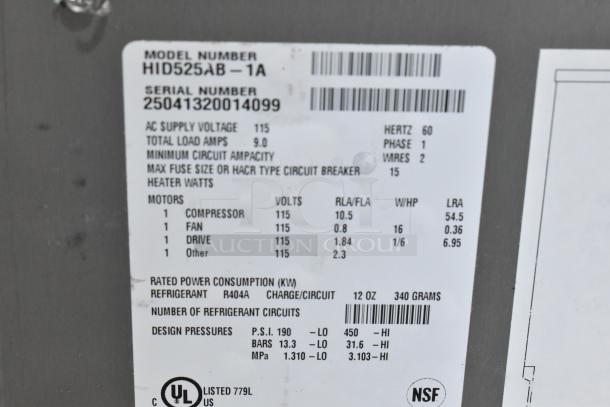 MODEL NUMBER
HID525AB-1A
SERIAL NUMBER
25041320014099
AC SUPPLY VOLTAGE 115 HERTZ 60
TOTAL LOAD AMPS 9.0 PHASE 1
MINIMUM CIRCUIT AMPACITY WIRES 2
MAX FUSE SIZE OR HACR TYPE CIRCUIT BREAKER 15
HEATER WATTS
MOTORS VOLTS RLA/FLA W/HP LRA
1 COMPRESSOR 115 10.5 54.5
1 FAN 115 0.8 16 0.36
1 DRIVE 115 1.84 1/6 6.95
1 Other 115 2.3
PCI
AUCTION GROUP
RATED POWER CONSUMPTION (KW)
REFRIGERANT R404A CHARGE/CIRCUIT 12 OZ 340 GRAMS
NUMBER OF REFRIGERANT CIRCUITS
DESIGN PRESSURES P.S.I. 190 -LO 450 -HI
BARS 13.3 -LO 31.6 -HI
MPa 1.310 -LO 3.103-HI
C UL US LISTED 779L
NSF